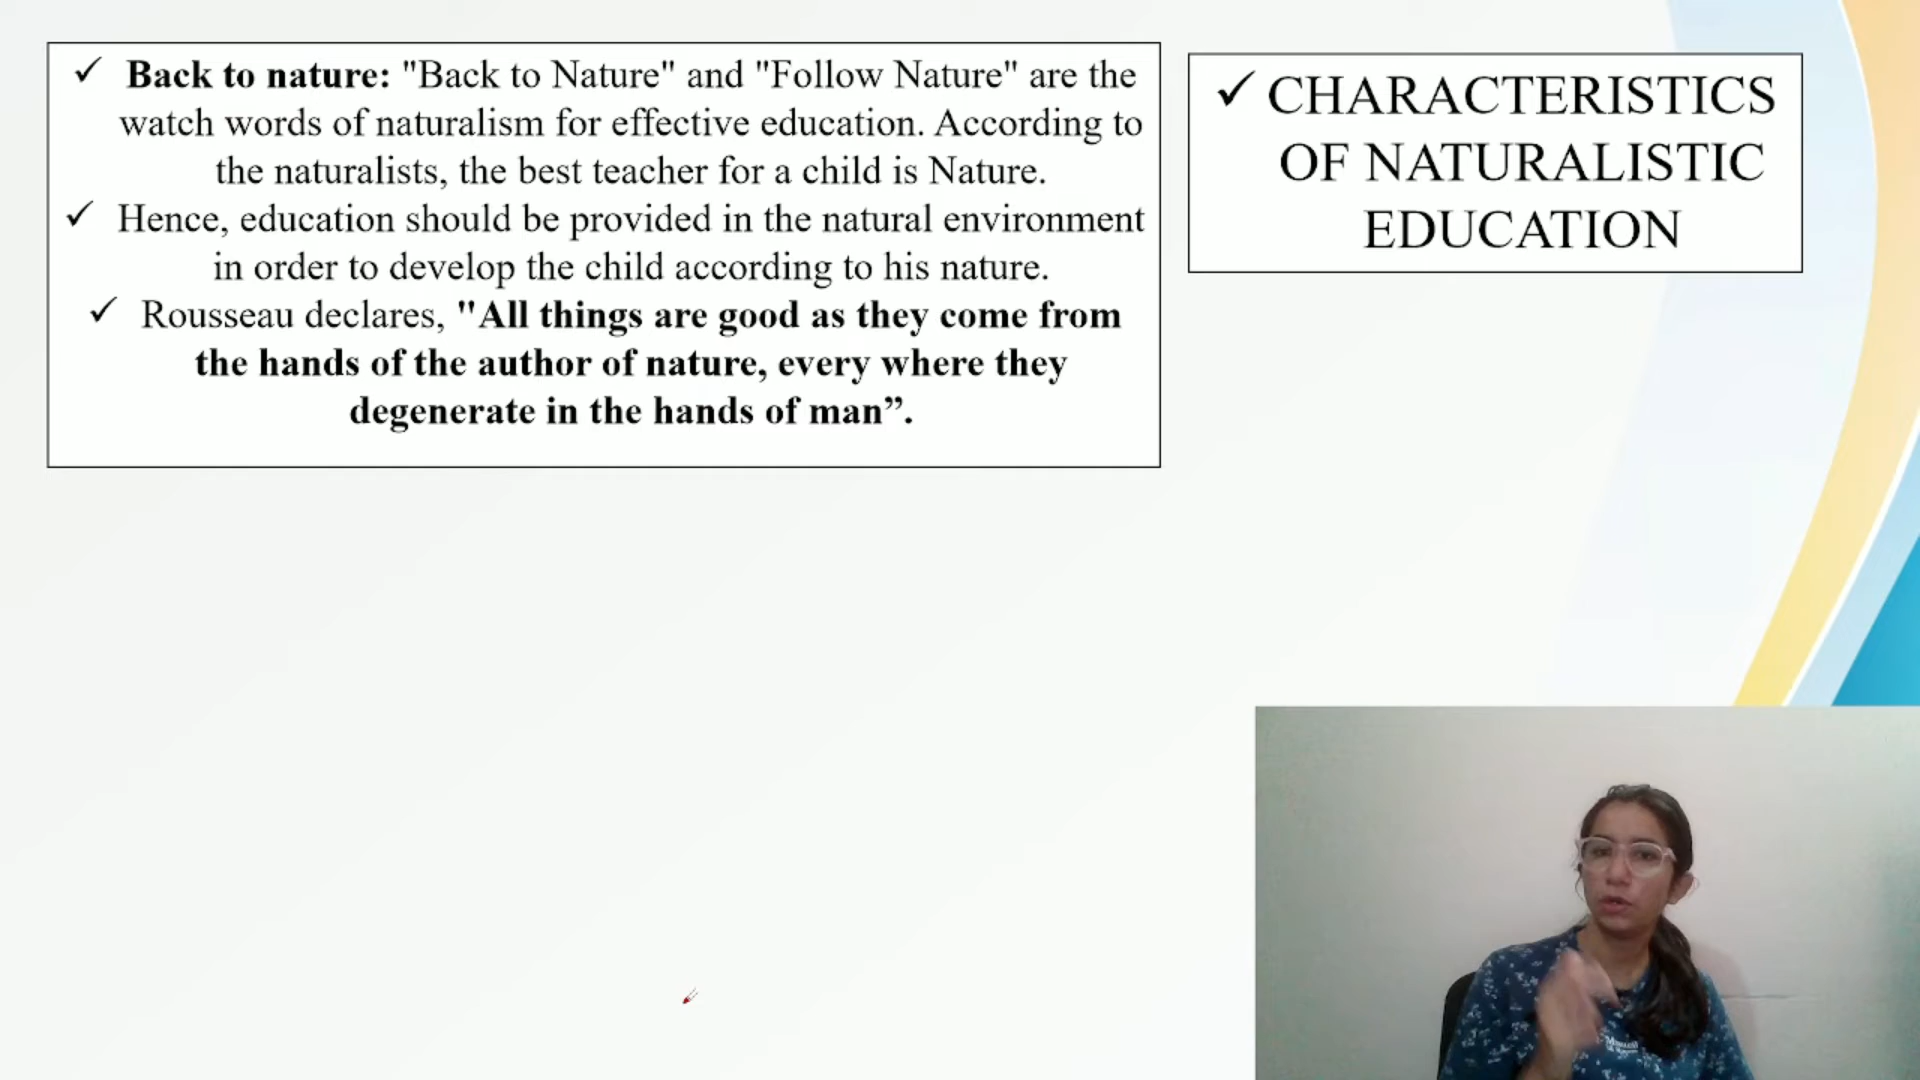 ✓ Back to nature: "Back to Nature" and "Follow Nature" are the
watch words of naturalism for effective education. According to
the naturalists, the best teacher for a child is Nature.
✓ Hence, education should be provided in the natural environment
in order to develop the child according to his nature.
✓ Rousseau declares, "All things are good as they come from
the hands of the author of nature, every where they
degenerate in the hands of man”.
✓ CHARACTERISTICS
OF NATURALISTIC
EDUCATION